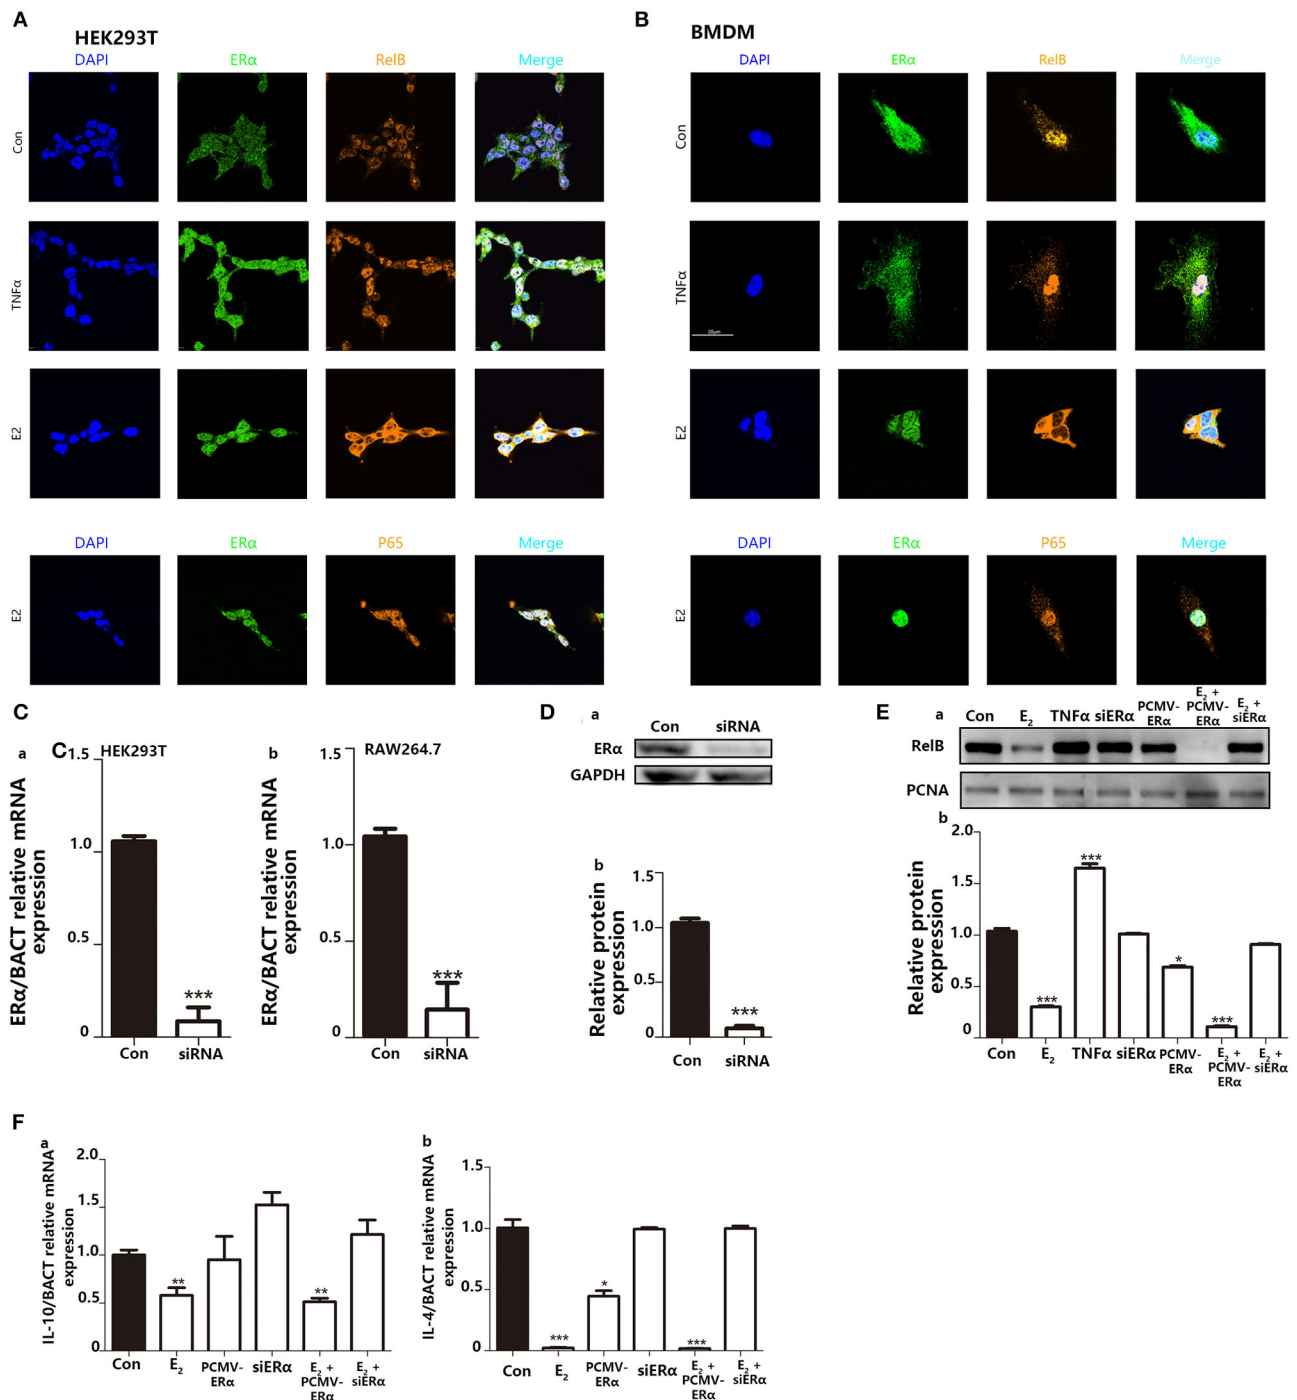 A
HEK293T
DAPI ERα RelB Merge
Con
TNFα
E2
DAPI ERα P65 Merge
E2
B
BMDM
DAPI ERα RelB Merge
Con
TNFα
20μm
E2
DAPI ERα P65 Merge
E2
C
a
C
HEK293T
1.5
1.0
0.5
0
ERα/BACT relative mRNA
expression
***
Con siRNA
b
RAW264.7
1.5
1.0
0.5
0
ERα/BACT relative mRNA
expression
***
Con siRNA
D
a
Con siRNA
ERα
GAPDH
b
1.5
1.0
0.5
0
Relative protein
expression
***
Con siRNA
E
a
Con E2 TNFα siERα PCMV-ERα E2 + PCMV-ERα E2 + siERα
RelB
PCNA
b
2.0
1.5
1.0
0.5
0
Relative protein
expression
*** *** * ***
Con E2 TNFα siERα PCMV-ERα E2 + PCMV-ERα E2 + siERα
F
a
2.0
1.5
1.0
0.5
0
IL-10/BACT relative mRNA
expression
** **
Con E2 PCMV-ERα siERα E2 + PCMV-ERα E2 + siERα
b
1.5
1.0
0.5
0
IL-4/BACT relative mRNA
expression
*** * ***
Con E2 PCMV-ERα siERα E2 + PCMV-ERα E2 + siERα